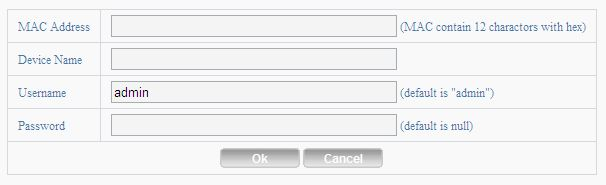 MAC Address (MAC contain 12 charactors with hex)
Device Name
Username admin (default is "admin")
Password (default is null)
Ok Cancel